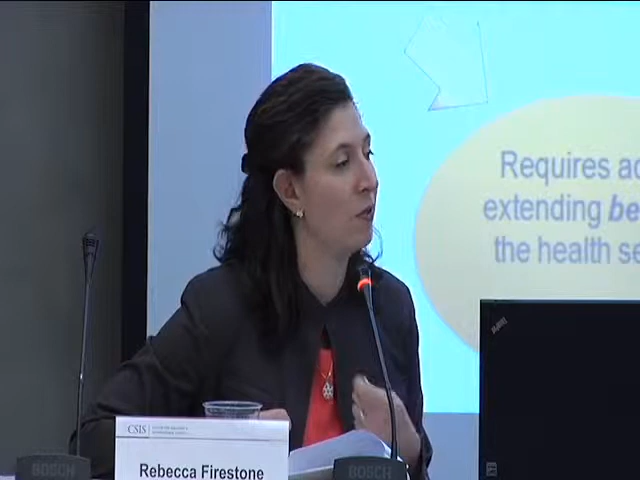 Requires ac
extending be
the health se
CSIS
Rebecca Firestone
BOSCH
BOSCH